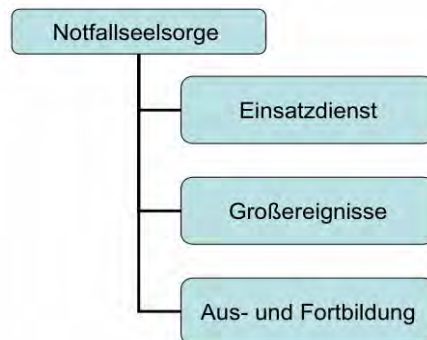 Notfallseelsorge
Einsatzdienst
Großereignisse
Aus- und Fortbildung